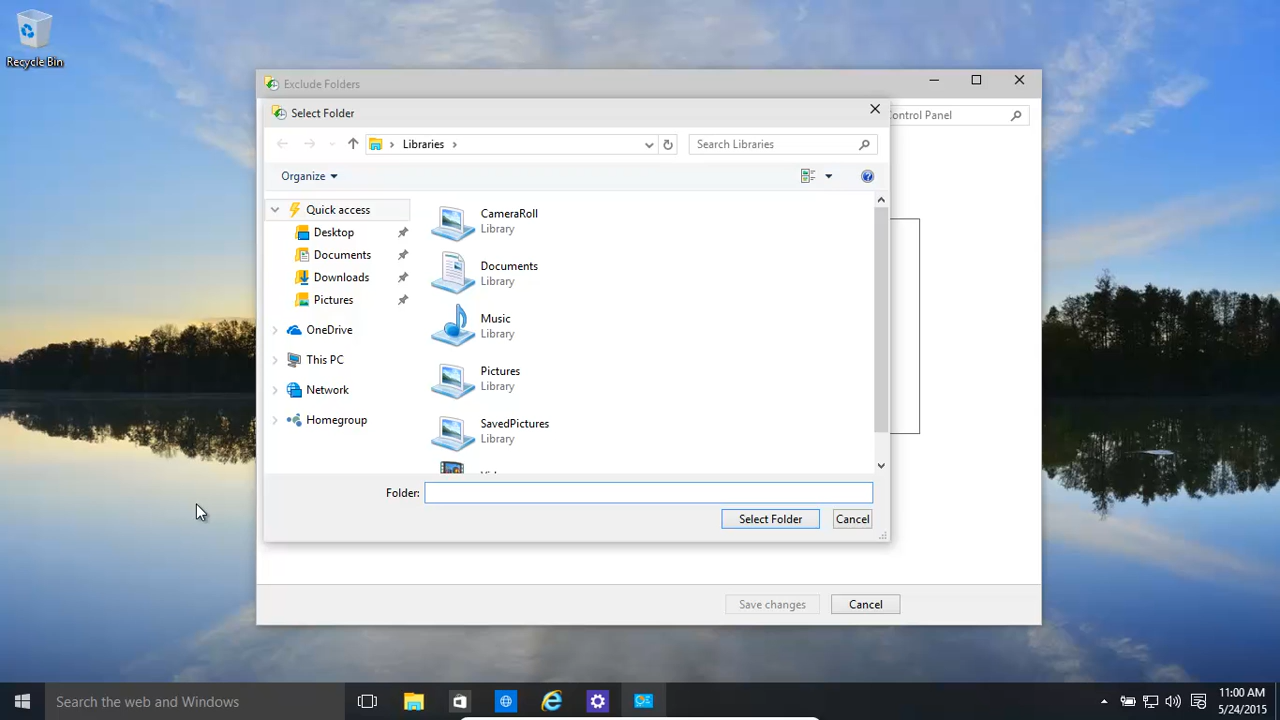 Recycle Bin
Exclude Folders
Select Folder
Libraries
Search Libraries
Control Panel
Organize
Quick access
Desktop
Documents
Downloads
Pictures
OneDrive
This PC
Network
Homegroup
CameraRoll
Library
Documents
Library
Music
Library
Pictures
Library
SavedPictures
Library
Folder:
Select Folder
Cancel
Save changes
Cancel
Search the web and Windows
11:00 AM
5/24/2015